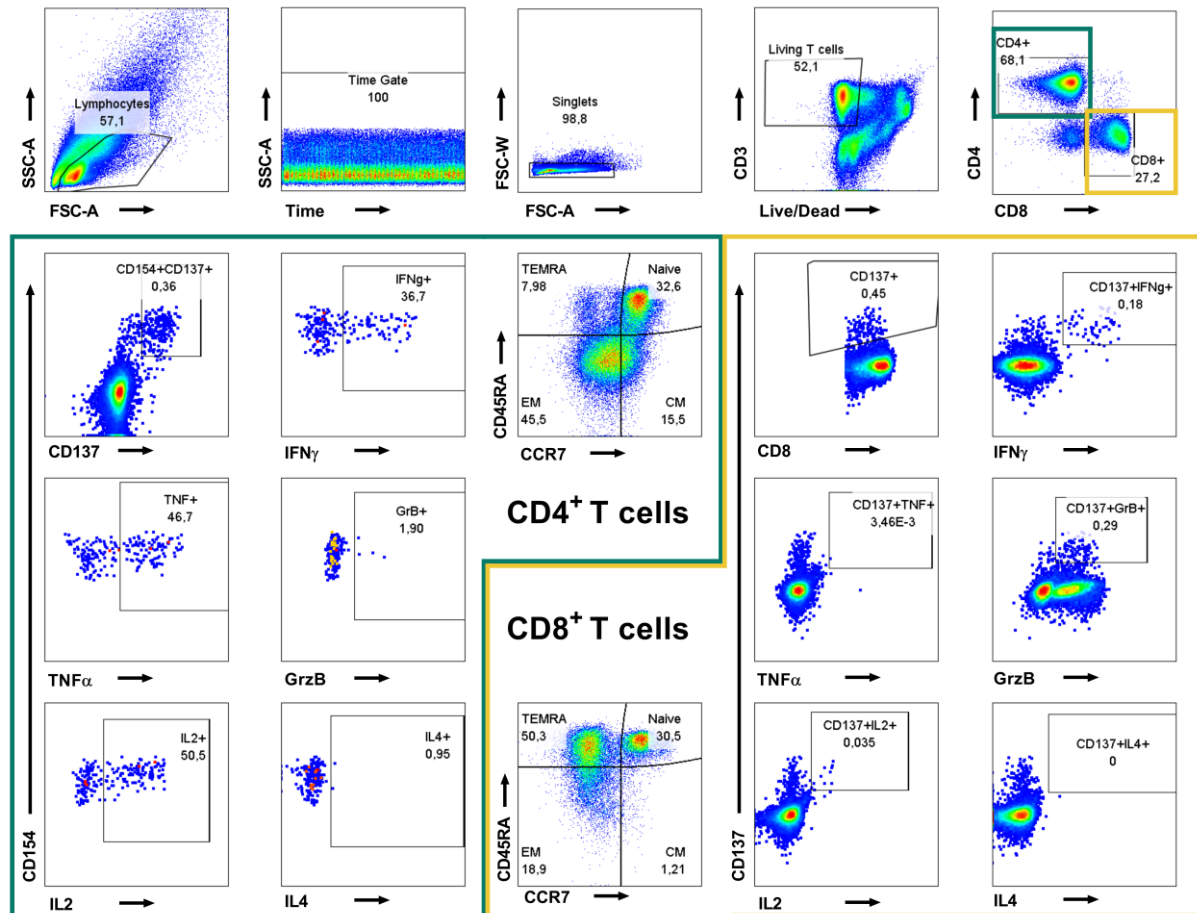 Lymphocytes
57,1
SSC-A
FSC-A
Time Gate
100
SSC-A
Time
Singlets
98,8
FSC-W
FSC-A
Living T cells
52,1
CD3
Live/Dead
CD4+
68,1
CD8+
27,2
CD4
CD8
CD154+CD137+
0,36
CD137
IFNg+
36,7
IFNγ
TEMRA
7,98
Naive
32,6
EM
45,5
CM
15,5
CD45RA
CCR7
CD137+
0,45
CD8
CD137+IFNg+
0,18
IFNγ
TNF+
46,7
TNFα
GrB+
1,90
GrzB
CD4+ T cells
CD8+ T cells
CD137+TNF+
3,46E-3
TNFα
CD137+GrB+
0,29
GrzB
IL2+
50,5
IL2
IL4+
0,95
IL4
CD154
TEMRA
50,3
Naive
30,5
EM
18,9
CM
1,21
CD45RA
CCR7
CD137+IL2+
0,035
IL2
CD137+IL4+
0
IL4
CD137